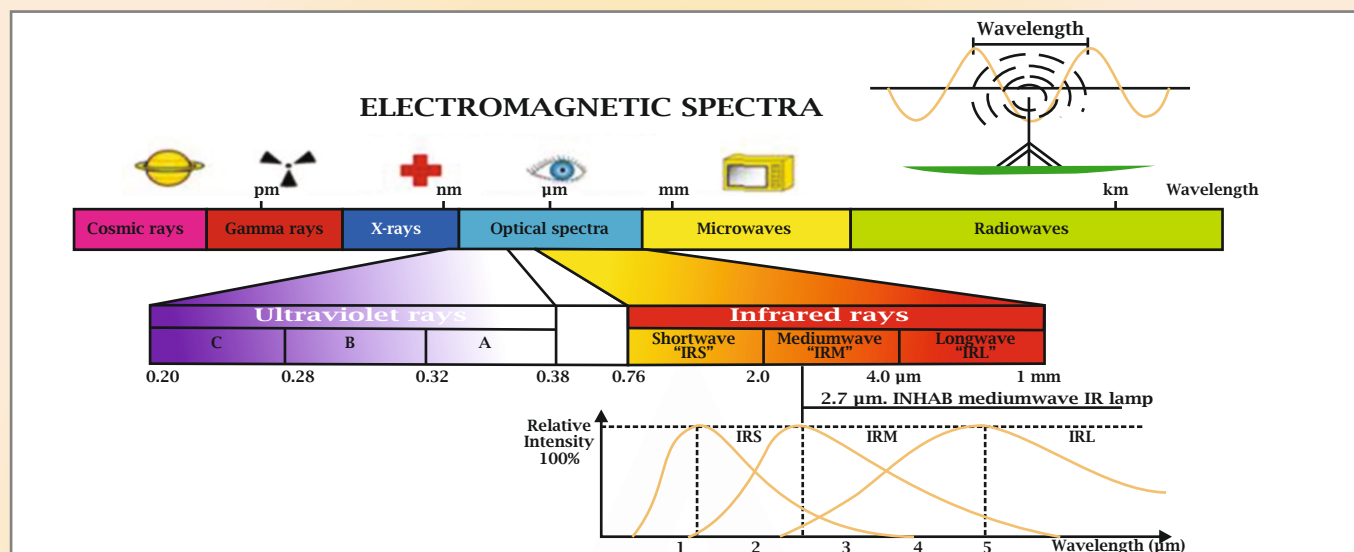 Wavelength
ELECTROMAGNETIC SPECTRA
pm nm µm mm km Wavelength
Cosmic rays Gamma rays X-rays Optical spectra Microwaves Radiowaves
Ultraviolet rays Infrared rays
C B A Shortwave Mediumwave Longwave
“IRS” “IRM” “IRL”
0.20 0.28 0.32 0.38 0.76 2.0 4.0 µm 1 mm
2.7 µm. INHAB mediumwave IR lamp
Relative
Intensity
100%
IRS IRM IRL
1 2 3 4 5 Wavelength (µm)